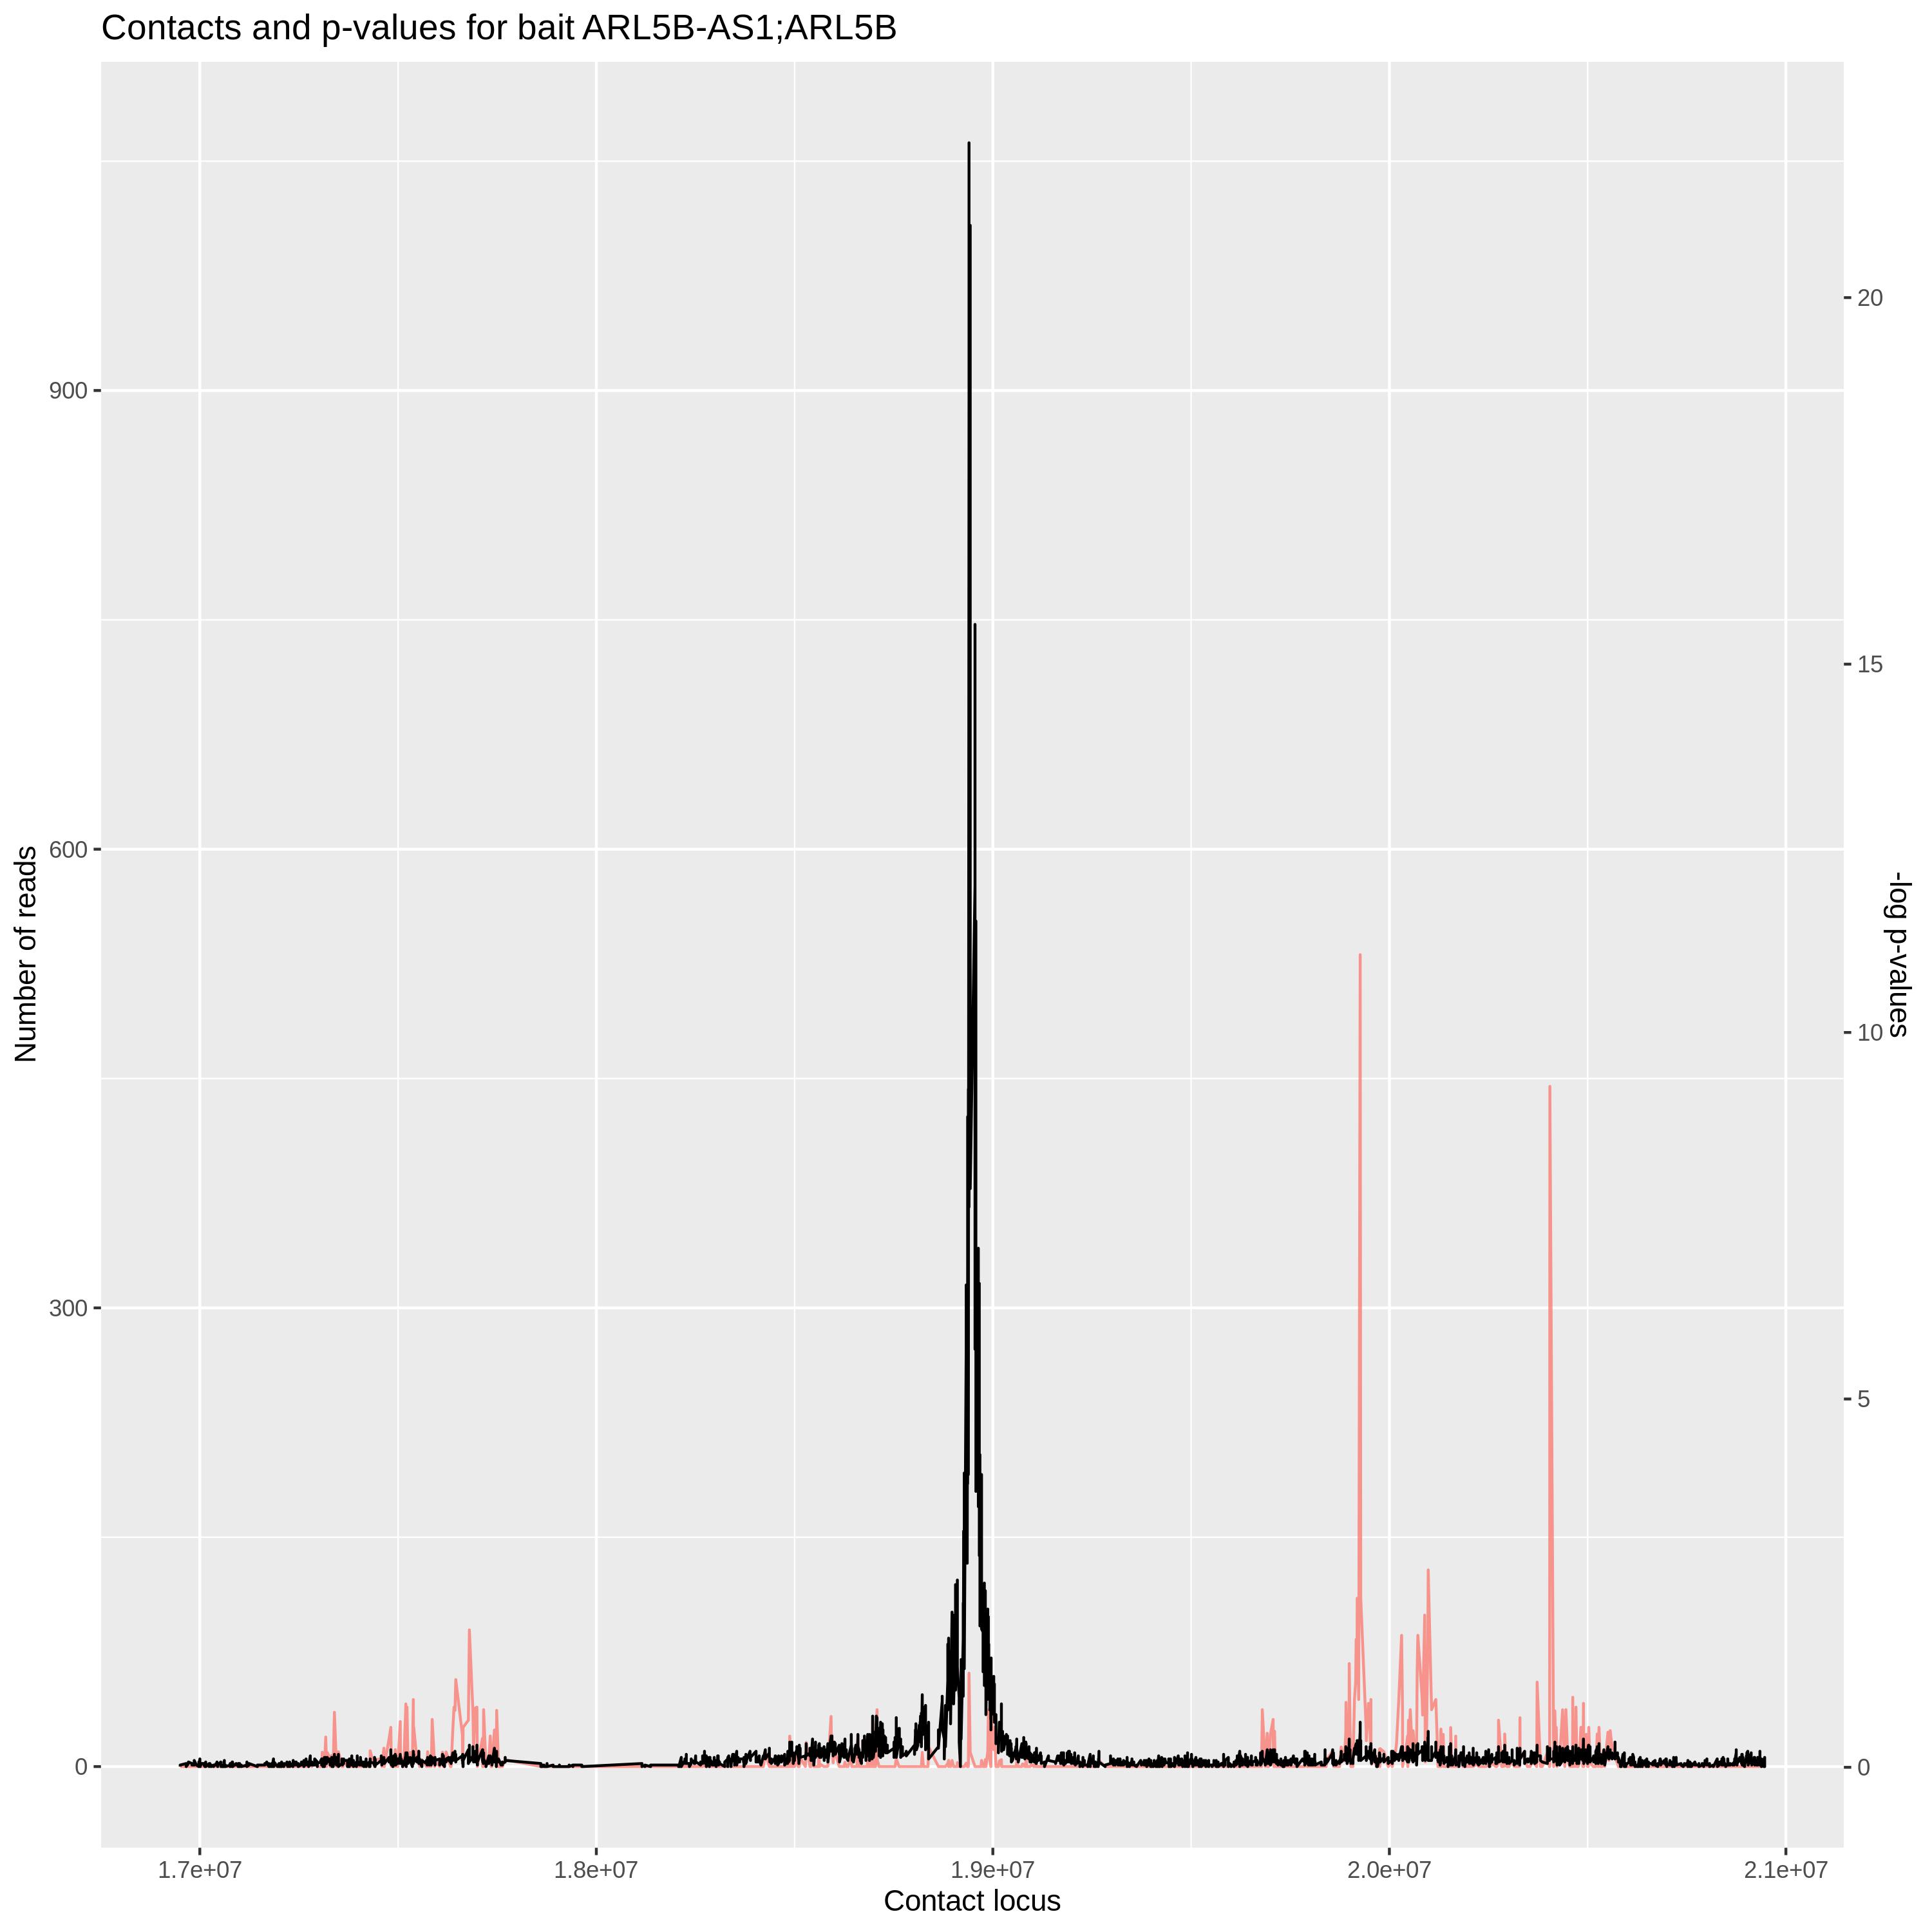 Contacts and p-values for bait ARL5B-AS1;ARL5B
900
600
300
0
Number of reads
20
15
10
5
0
-log p-values
1.7e+07
1.8e+07
1.9e+07
2.0e+07
2.1e+07
Contact locus